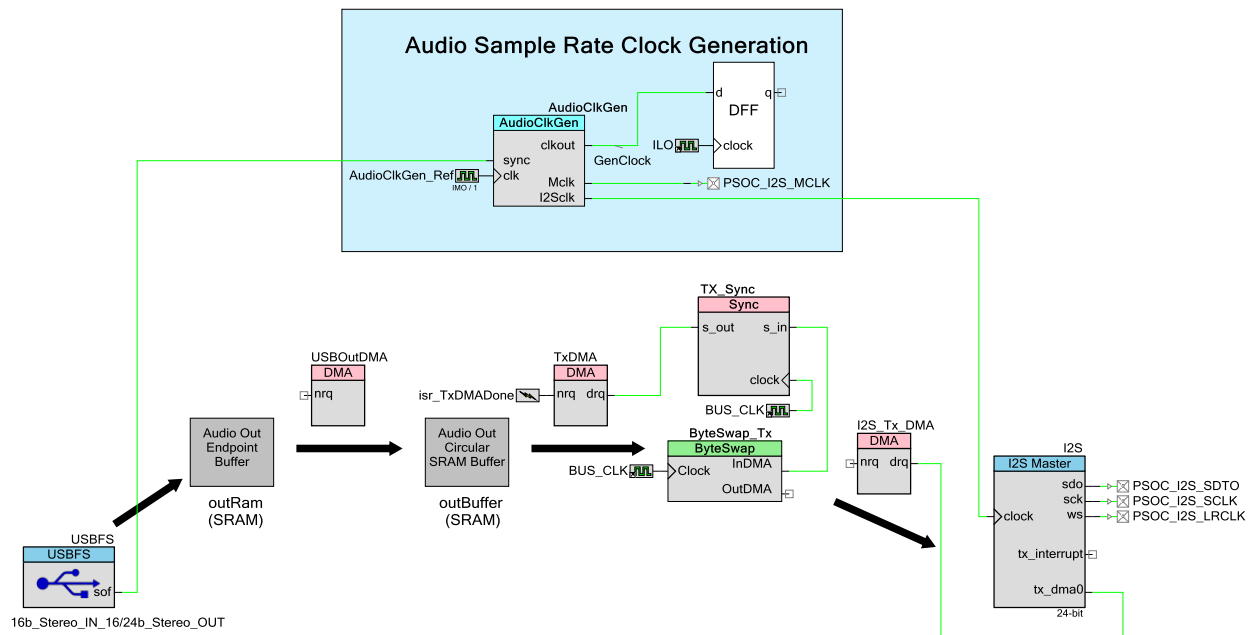 Audio Sample Rate Clock Generation
AudioClkGen
AudioClkGen
clkout
sync
clk
Mclk
I2Sclk
AudioClkGen_Ref
IMO / 1
GenClock
d
q
DFF
clock
ILO
PSOC_I2S_MCLK
TX_Sync
Sync
s_out
s_in
clock
BUS_CLK
USBOutDMA
DMA
nrq
isr_TxDMADone
TxDMA
DMA
nrq
drq
Audio Out
Endpoint
Buffer
outRam
(SRAM)
Audio Out
Circular
SRAM Buffer
outBuffer
(SRAM)
ByteSwap_Tx
ByteSwap
BUS_CLK
Clock
InDMA
OutDMA
I2S_Tx_DMA
DMA
nrq
drq
I2S
I2S Master
sdo
sck
ws
clock
tx_interrupt
tx_dma0
24-bit
PSOC_I2S_SDTO
PSOC_I2S_SCLK
PSOC_I2S_LRCLK
USBFS
USBFS
sof
16b_Stereo_IN_16/24b_Stereo_OUT